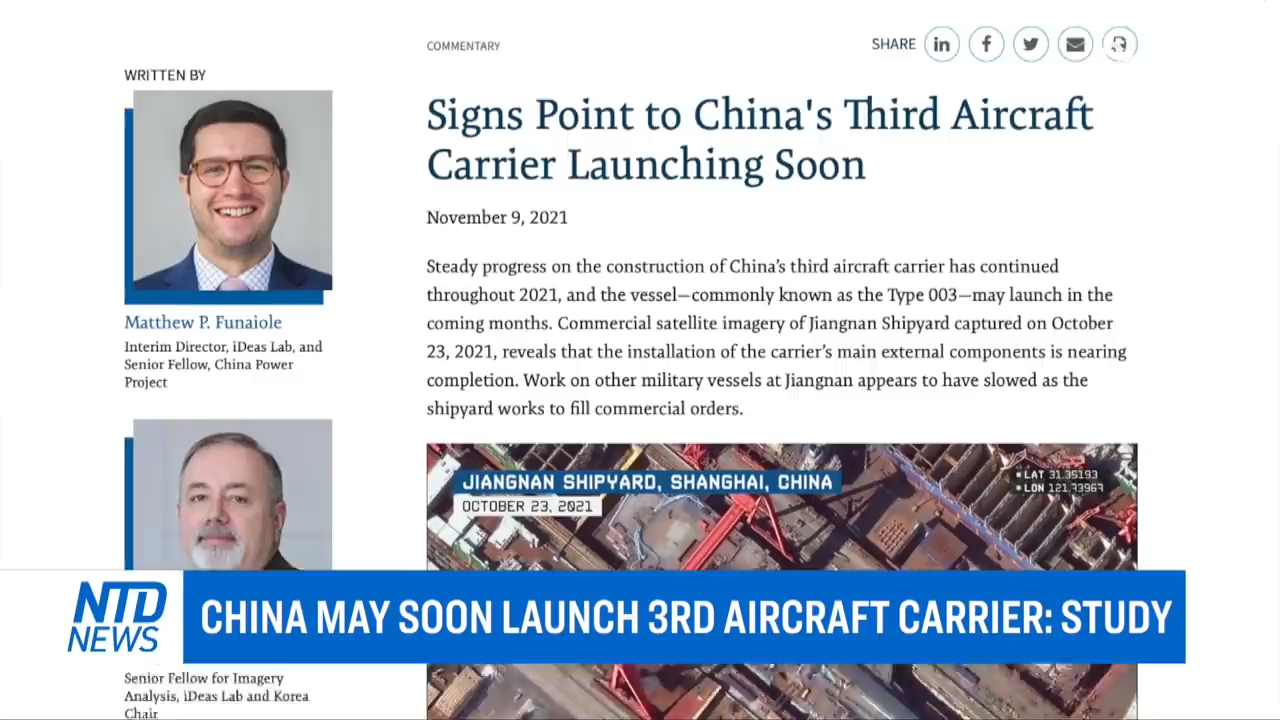 COMMENTARY
SHARE
WRITTEN BY
Signs Point to China's Third Aircraft
Carrier Launching Soon
November 9, 2021
Steady progress on the construction of China's third aircraft carrier has continued
throughout 2021, and the vessel—commonly known as the Type 003—may launch in the
coming months. Commercial satellite imagery of Jiangnan Shipyard captured on October
23, 2021, reveals that the installation of the carrier's main external components is nearing
completion. Work on other military vessels at Jiangnan appears to have slowed as the
shipyard works to fill commercial orders.
Matthew P. Funaiole
Interim Director, iDeas Lab, and
Senior Fellow, China Power
Project
JIANGNAN SHIPYARD, SHANGHAI, CHINA
OCTOBER 23, 2021
LAT 31.35193
LON 121.73967
NTD
NEWS
CHINA MAY SOON LAUNCH 3RD AIRCRAFT CARRIER: STUDY
Senior Fellow for Imagery
Analysis, iDeas Lab and Korea
Chair